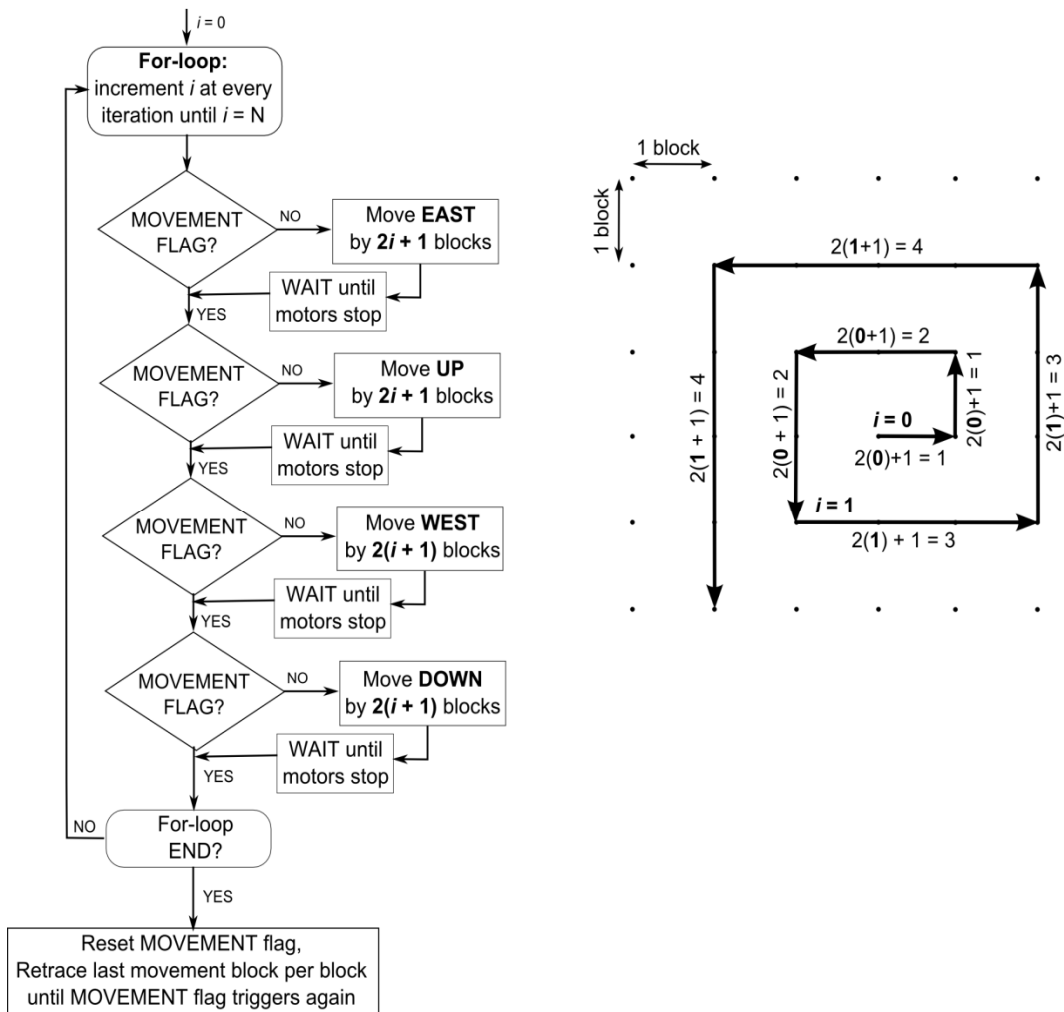 i = 0
For-loop:
increment i at every
iteration until i = N
MOVEMENT
FLAG?
NO
Move EAST
by 2i + 1 blocks
WAIT until
motors stop
YES
MOVEMENT
FLAG?
NO
Move UP
by 2i + 1 blocks
WAIT until
motors stop
YES
MOVEMENT
FLAG?
NO
Move WEST
by 2(i + 1) blocks
WAIT until
motors stop
YES
MOVEMENT
FLAG?
NO
Move DOWN
by 2(i + 1) blocks
WAIT until
motors stop
YES
For-loop
END?
NO
YES
Reset MOVEMENT flag,
Retrace last movement block per block
until MOVEMENT flag triggers again
1 block
1 block
2(1+1) = 4
2(0+1) = 2
2(1 + 1) = 4
2(0 + 1) = 2
i = 0
2(0)+1 = 1
2(0)+1 = 1
2(1)+1 = 3
i = 1
2(1) + 1 = 3